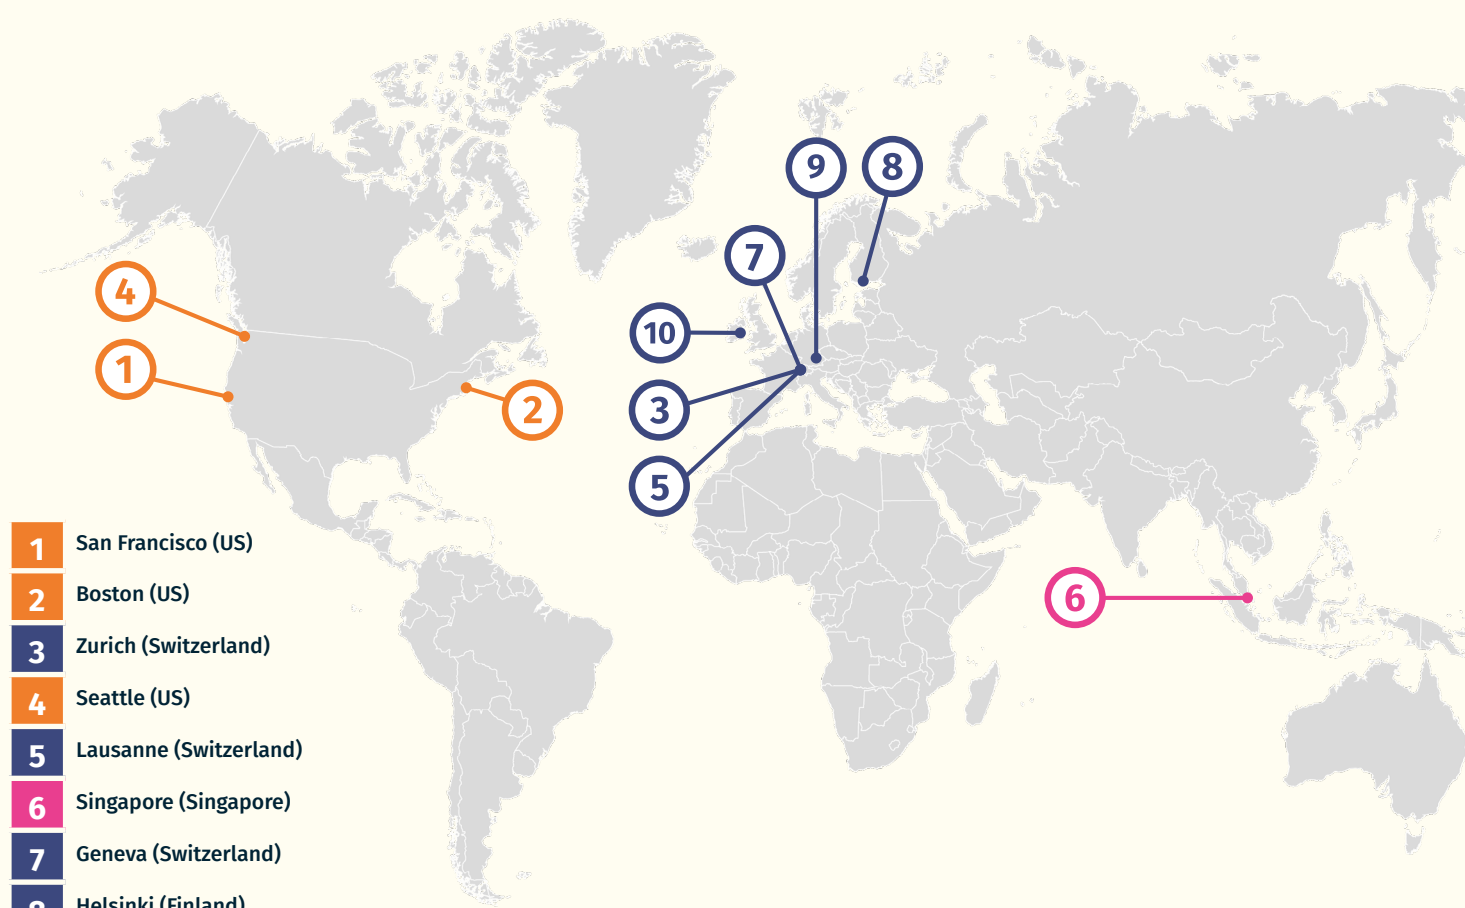 9
8
7
4
10
1
3
2
5
6
1 San Francisco (US)
2 Boston (US)
3 Zurich (Switzerland)
4 Seattle (US)
5 Lausanne (Switzerland)
6 Singapore (Singapore)
7 Geneva (Switzerland)
8 Helsinki (Finland)